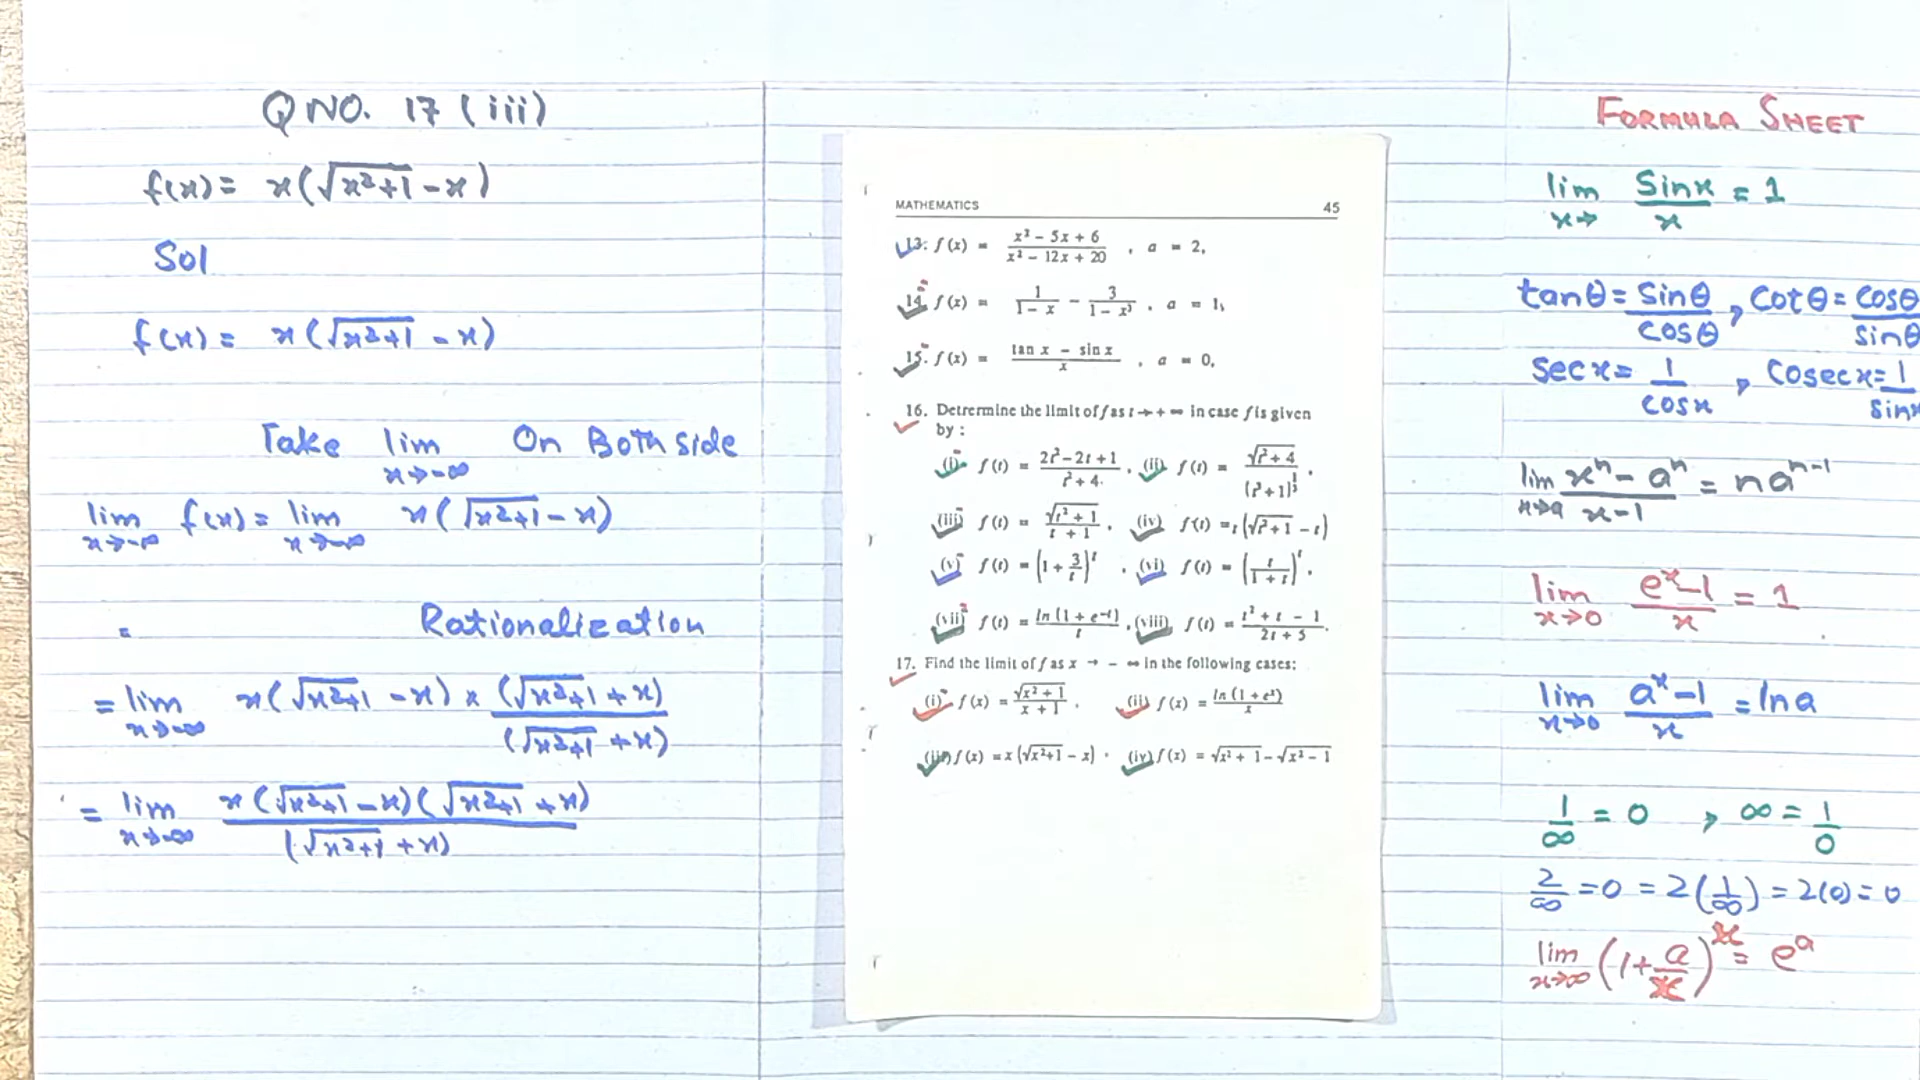 Q NO. 17 (iii)
f(x) = x(√x²+1 - x)
Sol
f(x) = x(√x²+1 - x)
Take lim x→-∞ On Both side
lim x→-∞ f(x) = lim x→-∞ x(√x²+1 - x)
= Rationalization
= lim x→-∞ x(√x²+1 - x) × (√x²+1 + x) / (√x²+1 + x)
= lim x→-∞ x(√x²+1 - x)(√x²+1 + x) / (√x²+1 + x)
MATHEMATICS 45
13. f(x) = x² - 5x + 6 / x² - 12x + 20 , a = 2,
14. f(x) = 1 / 1 - x - 3 / 1 - x³ , a = 1,
15. f(x) = tan x - sin x / x , a = 0,
16. Detrermine the limit of f as t → + ∞ in case f is given
by :
(i) f(t) = 2t² - 2t + 1 / t² + 4 . , (ii) f(t) = √t² + 4 / (t³ + 1)^⅓ .
(iii) f(t) = √t² + 1 / t + 1 , (iv) f(t) = t(√t² + 1 - t)
(v) f(t) = (1 + 3/t)^t , (vi) f(t) = (t / 1 + t)^t .
(vii) f(t) = ln (1 + e^-t) / t , (viii) f(t) = t² + t - 1 / 2t + 5 .
17. Find the limit of f as x → - ∞ in the following cases:
(i) f(x) = √x² + 1 / x + 1 . (ii) f(x) = ln (1 + eˣ) / x
(iii) f(x) = x (√x²+1 - x) . (iv) f(x) = √x² + 1 - √x² - 1
FORMULA SHEET
lim x→ Sinx / x = 1
tanθ = Sinθ / cosθ , Cotθ = cosθ / sinθ
Sec x = 1 / cosx , Cosec x = 1 / sinx
lim x→a xⁿ - aⁿ / x - 1 = naⁿ⁻¹
lim x→0 eˣ - 1 / x = 1
lim x→0 aˣ - 1 / x = ln a
1/∞ = 0 , ∞ = 1/0
2/∞ = 0 = 2(1/∞) = 2(0) = 0
lim x→∞ (1 + a/x)^x = eᵃ